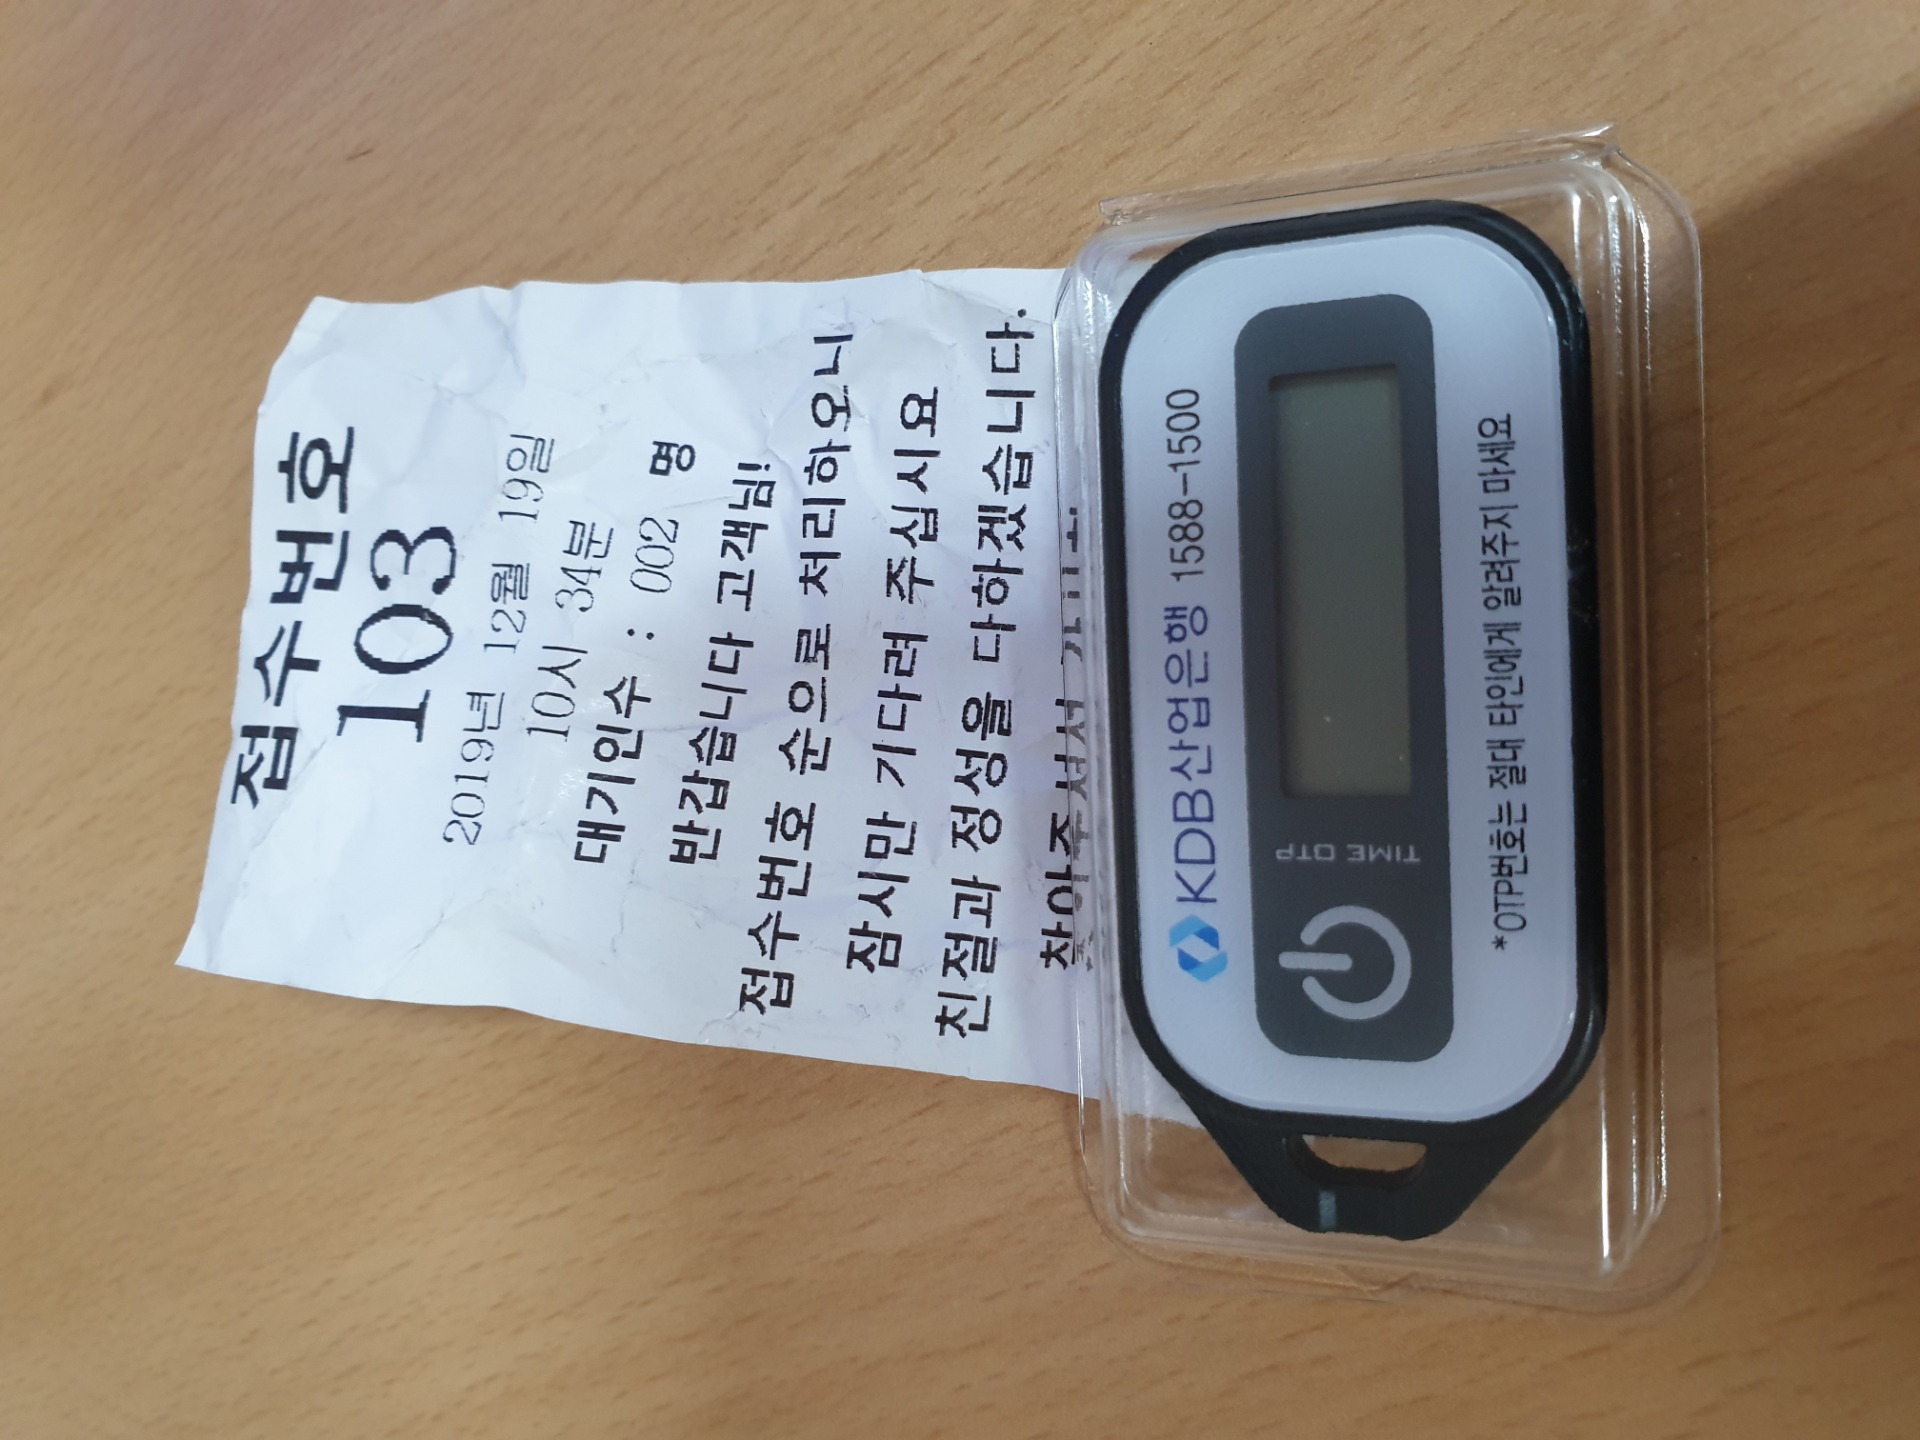 접수번호
103
2019년 12월 19일
10시 34분
대기인수 : 002 명
반갑습니다 고객님!
접수번호 순으로 처리하오니
잠시만 기다려 주십시요
친절과 정성을 다하겠습니다.
찾아주셔서
KDB산업은행 1588-1500
TIME OTP
*OTP번호는 절대 타인에게 알려주지 마세요